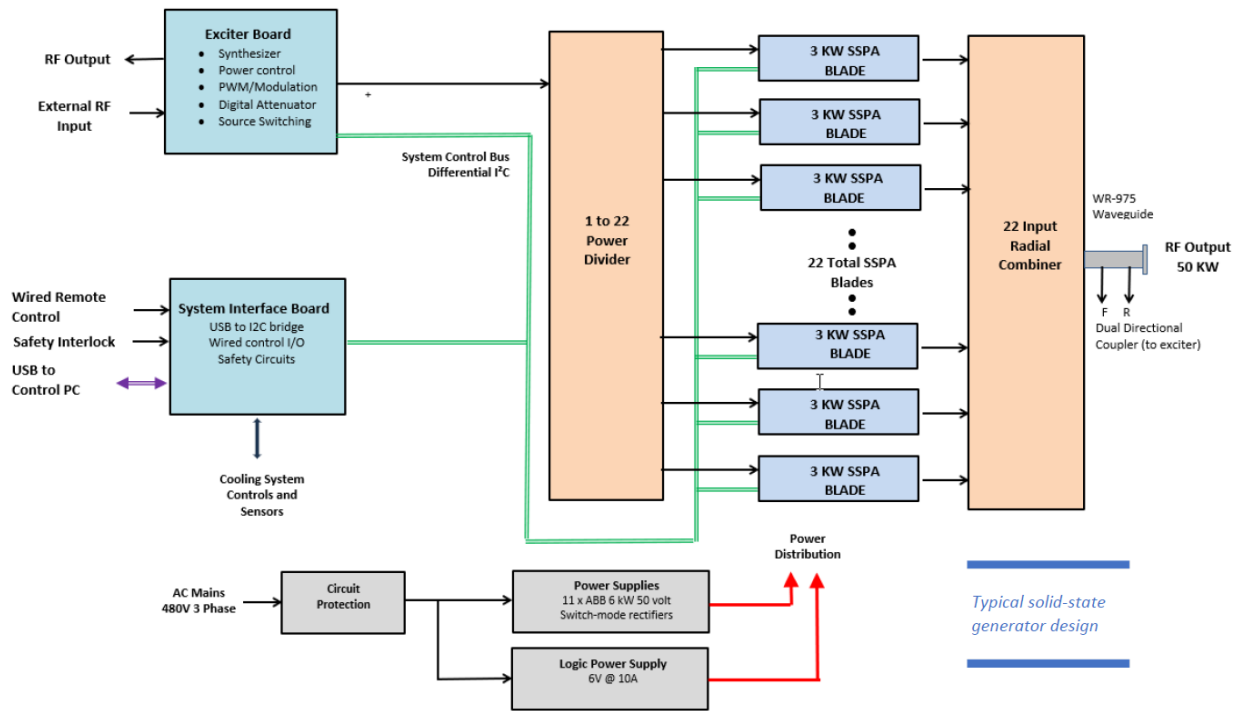 Exciter Board
• Synthesizer
• Power control
• PWM/Modulation
• Digital Attenuator
• Source Switching
RF Output
External RF
Input
+
System Control Bus
Differential I²C
1 to 22
Power
Divider
3 KW SSPA
BLADE
3 KW SSPA
BLADE
3 KW SSPA
BLADE
22 Total SSPA
Blades
3 KW SSPA
BLADE
3 KW SSPA
BLADE
3 KW SSPA
BLADE
22 Input
Radial
Combiner
WR-975
Waveguide
RF Output
50 KW
F R
Dual Directional
Coupler (to exciter)
Wired Remote
Control
Safety Interlock
USB to
Control PC
System Interface Board
USB to I2C bridge
Wired control I/O
Safety Circuits
Cooling System
Controls and
Sensors
AC Mains
480V 3 Phase
Circuit
Protection
Power Supplies
11 x ABB 6 kW 50 volt
Switch-mode rectifiers
Logic Power Supply
6V @ 10A
Power
Distribution
Typical solid-state
generator design